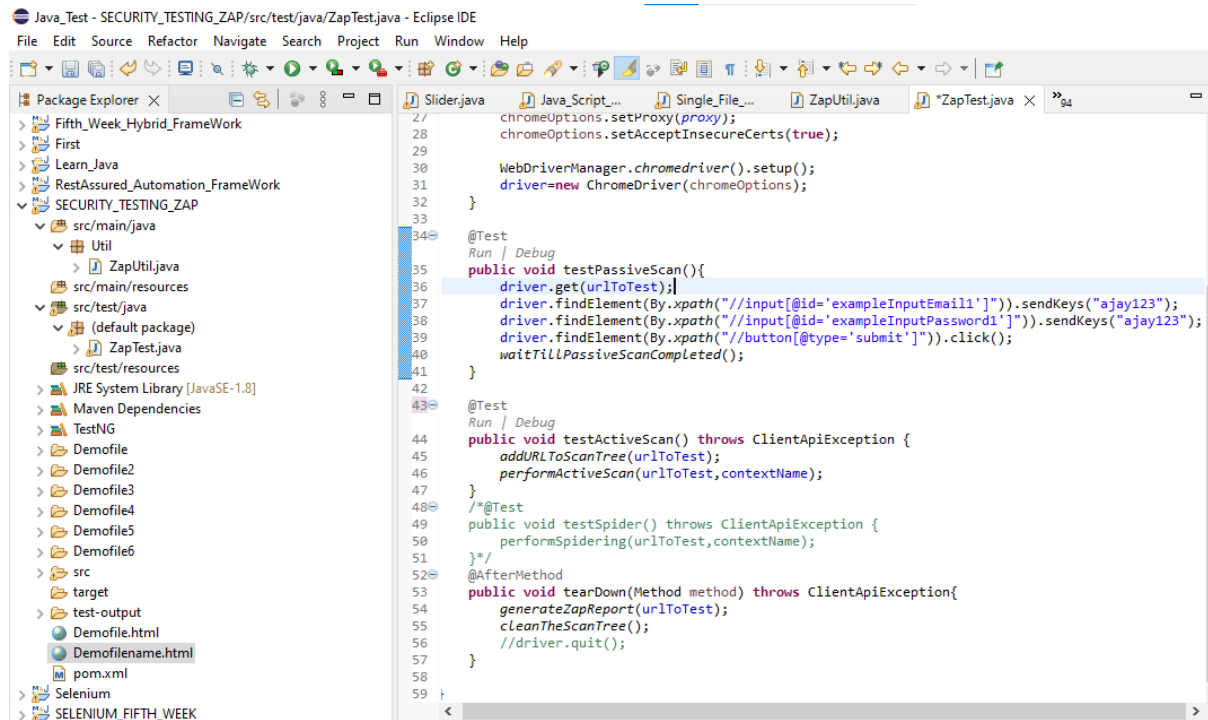 Java_Test - SECURITY_TESTING_ZAP/src/test/java/ZapTest.java - Eclipse IDE
File Edit Source Refactor Navigate Search Project Run Window Help
Package Explorer
Fifth_Week_Hybrid_FrameWork
First
Learn_Java
RestAssured_Automation_FrameWork
SECURITY_TESTING_ZAP
src/main/java
Util
ZapUtil.java
src/main/resources
src/test/java
(default package)
ZapTest.java
src/test/resources
JRE System Library [JavaSE-1.8]
Maven Dependencies
TestNG
Demofile
Demofile2
Demofile3
Demofile4
Demofile5
Demofile6
src
target
test-output
Demofile.html
Demofilename.html
pom.xml
Selenium
SELENIUM_FIFTH_WEEK
Slider.java Java_Script_... Single_File_... ZapUtil.java *ZapTest.java »94
27 chromeOptions.setProxy(proxy);
28 chromeOptions.setAcceptInsecureCerts(true);
29
30 WebDriverManager.chromedriver().setup();
31 driver=new ChromeDriver(chromeOptions);
32 }
33
34 @Test
Run | Debug
35 public void testPassiveScan(){
36 driver.get(urlToTest);
37 driver.findElement(By.xpath("//input[@id='exampleInputEmail1']")).sendKeys("ajay123");
38 driver.findElement(By.xpath("//input[@id='exampleInputPassword1']")).sendKeys("ajay123");
39 driver.findElement(By.xpath("//button[@type='submit']")).click();
40 waitTillPassiveScanCompleted();
41 }
42
43 @Test
Run | Debug
44 public void testActiveScan() throws ClientApiException {
45 addURLToScanTree(urlToTest);
46 performActiveScan(urlToTest,contextName);
47 }
48 /*@Test
49 public void testSpider() throws ClientApiException {
50 performSpidering(urlToTest,contextName);
51 }*/
52 @AfterMethod
53 public void tearDown(Method method) throws ClientApiException{
54 generateZapReport(urlToTest);
55 cleanTheScanTree();
56 //driver.quit();
57 }
58
59 }